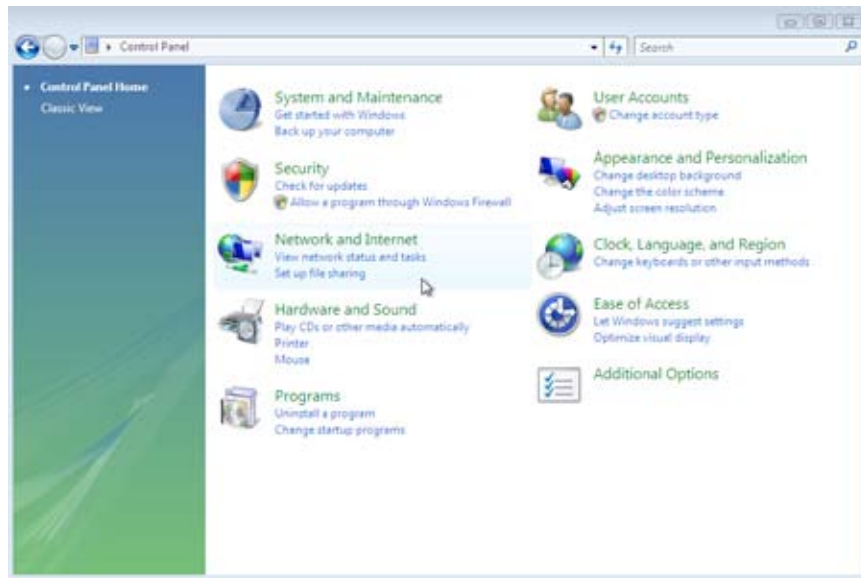 Control Panel
Search
Control Panel Home
Classic View
System and Maintenance
Get started with Windows
Back up your computer
Security
Check for updates
Allow a program through Windows Firewall
Network and Internet
View network status and tasks
Set up file sharing
Hardware and Sound
Play CDs or other media automatically
Printer
Mouse
Programs
Uninstall a program
Change startup programs
User Accounts
Change account type
Appearance and Personalization
Change desktop background
Change the color scheme
Adjust screen resolution
Clock, Language, and Region
Change keyboards or other input methods
Ease of Access
Let Windows suggest settings
Optimize visual display
Additional Options